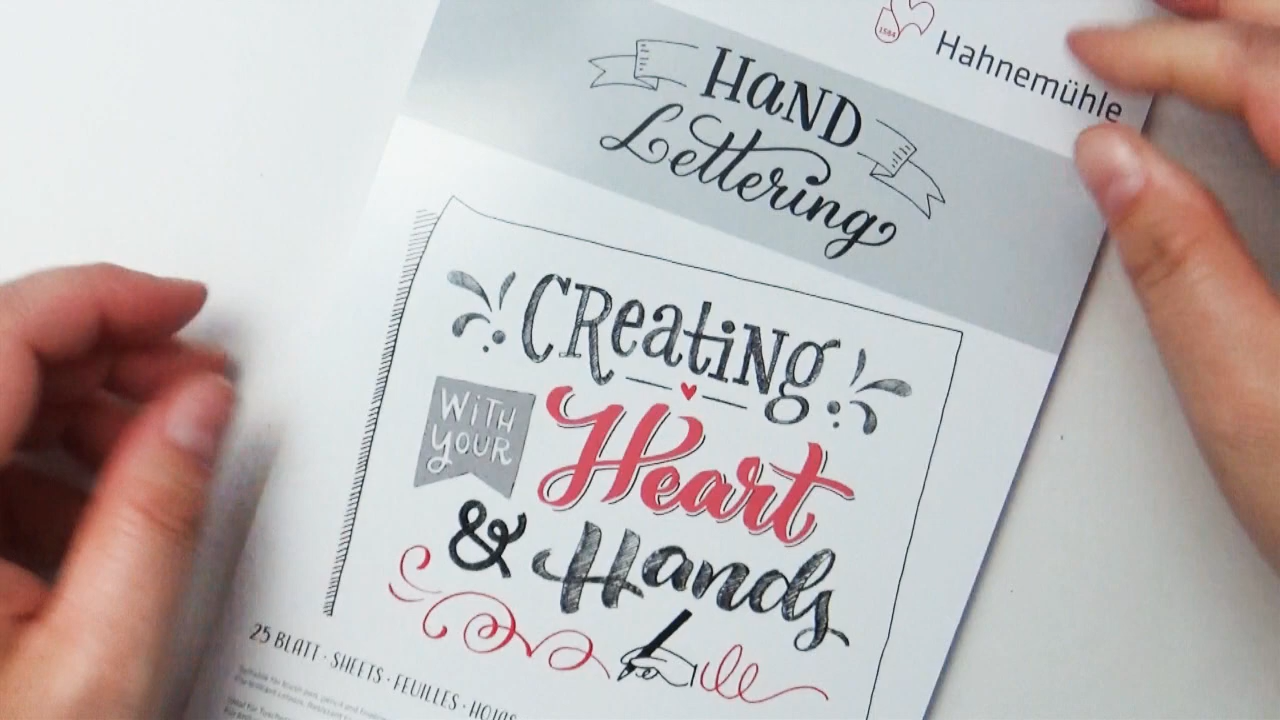 1584
Hahnemühle
HAND
Lettering
CReatiNg
WiTH
YOUR
Heart
& Hands
25 BLATT · SHEETS · FEUILLES · HOJAS